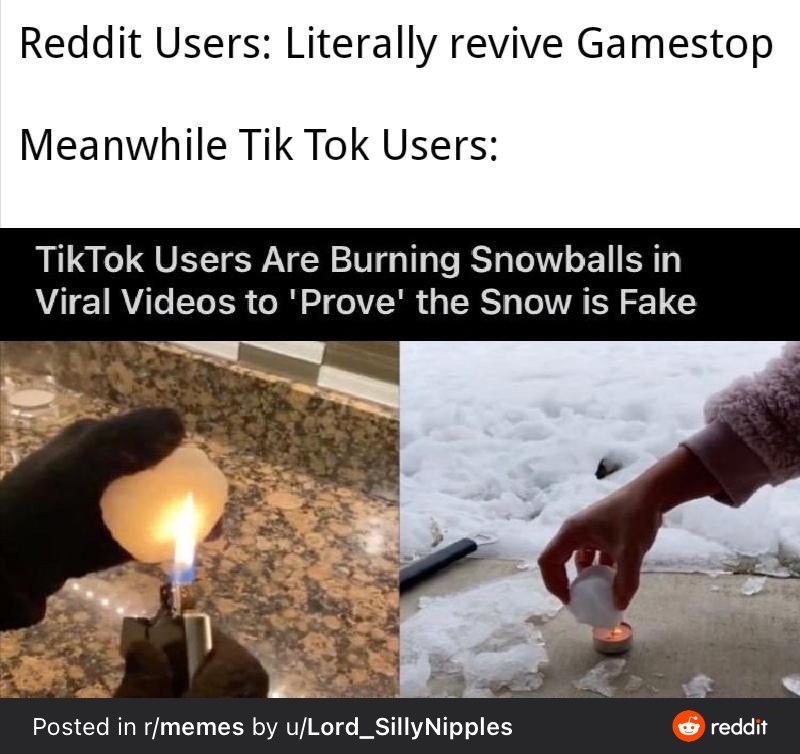 Reddit Users: Literally revive Gamestop
Meanwhile Tik Tok Users:
TikTok Users Are Burning Snowballs in
Viral Videos to 'Prove' the Snow is Fake
Posted in r/memes by u/Lord_SillyNipples
reddit